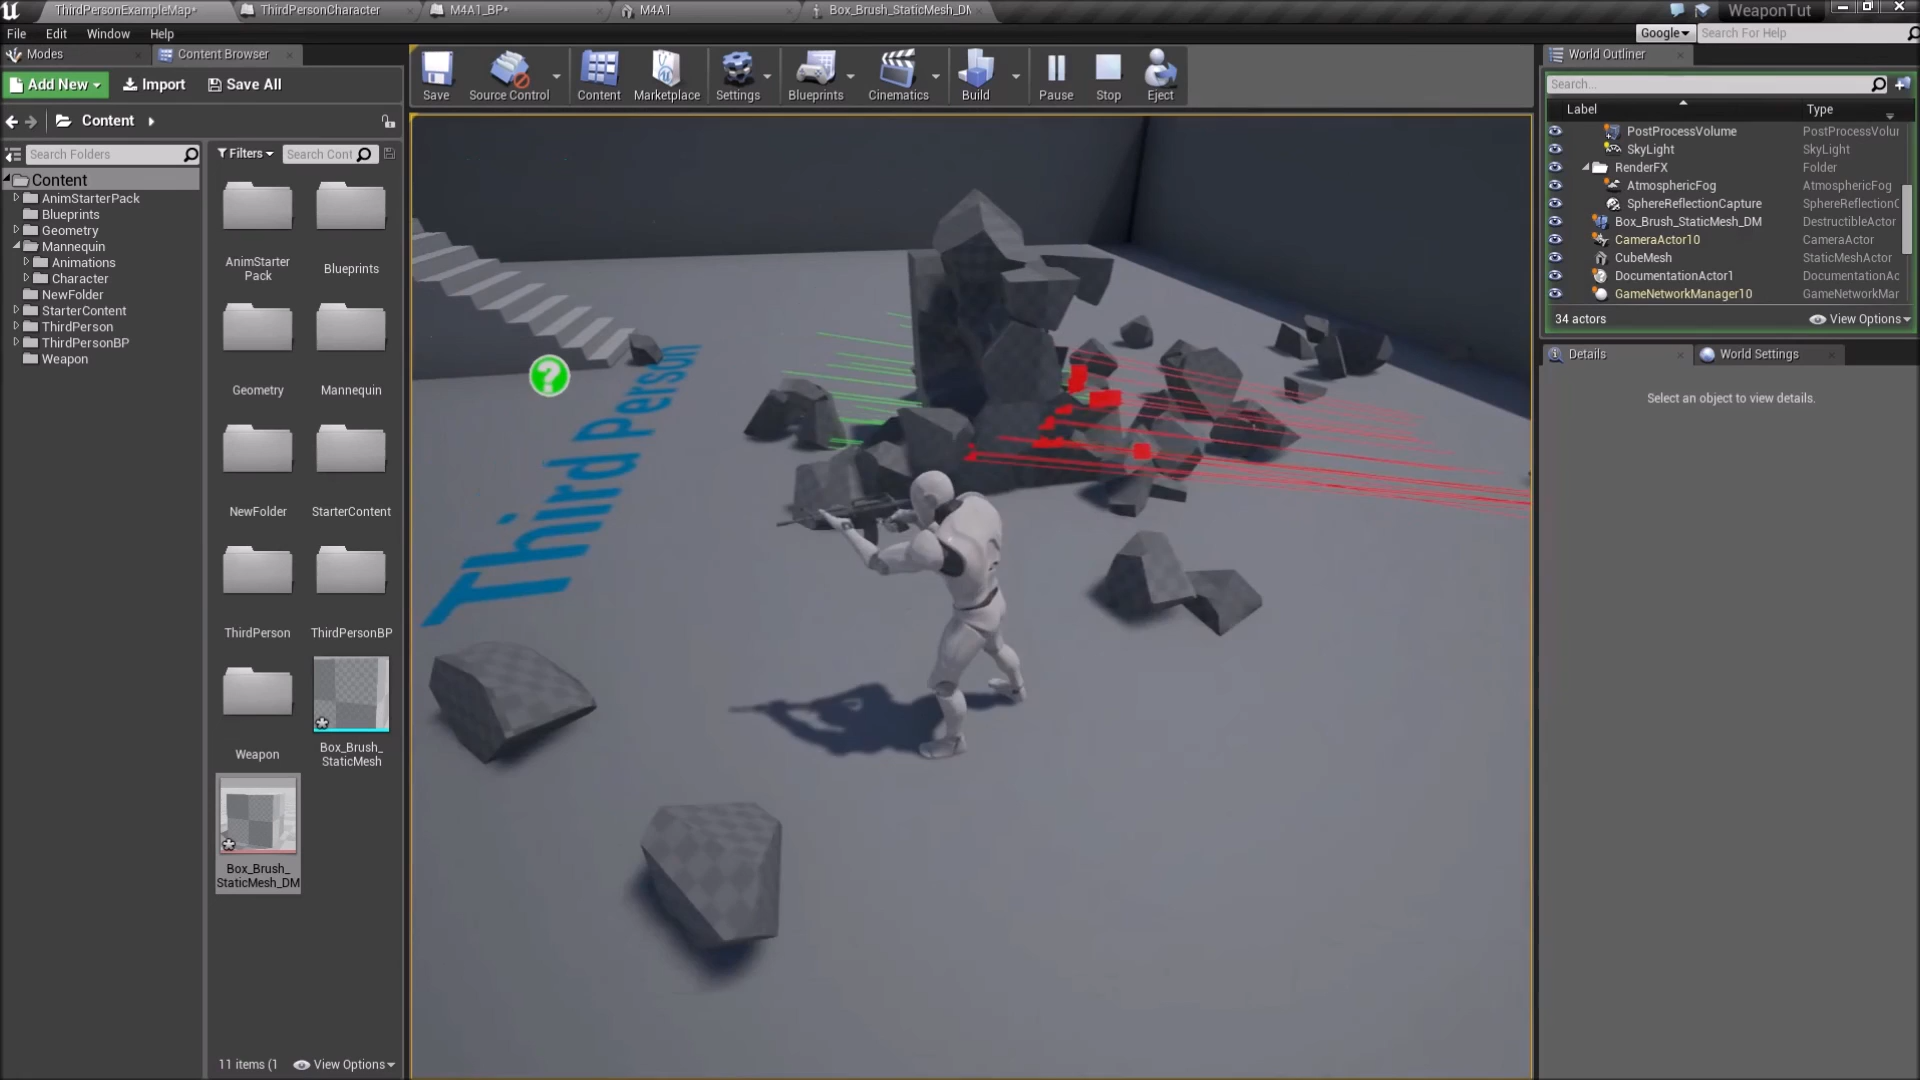 ThirdPersonExampleMap*
ThirdPersonCharacter
M4A1_BP*
M4A1
Box_Brush_StaticMesh_DM
WeaponTut
File Edit Window Help
Google
Search For Help
Modes
Content Browser
Add New
Import
Save All
Content
Search Folders
Filters
Search Cont
Content
AnimStarterPack
Blueprints
Geometry
Mannequin
Animations
Character
NewFolder
StarterContent
ThirdPerson
ThirdPersonBP
Weapon
AnimStarter
Pack
Blueprints
Geometry
Mannequin
NewFolder
StarterContent
ThirdPerson
ThirdPersonBP
Weapon
Box_Brush_
StaticMesh
Box_Brush_
StaticMesh_DM
11 items (1
View Options
Save
Source Control
Content
Marketplace
Settings
Blueprints
Cinematics
Build
Pause
Stop
Eject
Third Person
?
World Outliner
Search...
Label Type
PostProcessVolume PostProcessVolur
SkyLight SkyLight
RenderFX Folder
AtmosphericFog AtmosphericFog
SphereReflectionCapture SphereReflectionC
Box_Brush_StaticMesh_DM DestructibleActor
CameraActor10 CameraActor
CubeMesh StaticMeshActor
DocumentationActor1 DocumentationAc
GameNetworkManager10 GameNetworkMar
34 actors
View Options
Details
World Settings
Select an object to view details.